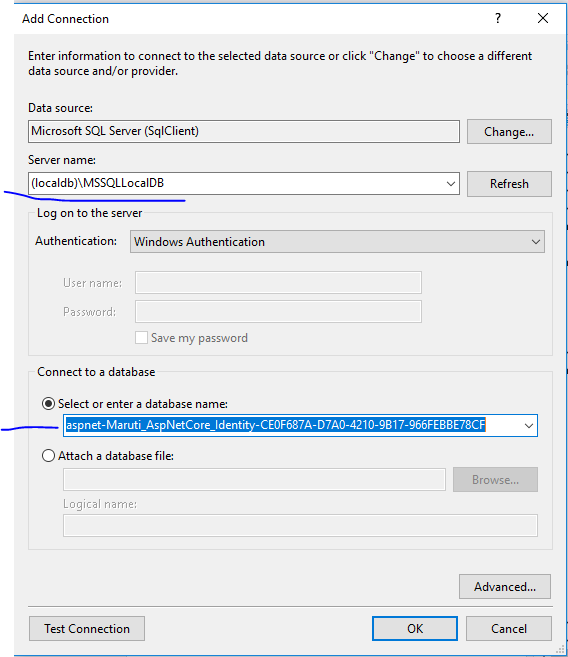 Add Connection
?
Enter information to connect to the selected data source or click "Change" to choose a different
data source and/or provider.
Data source:
Microsoft SQL Server (SqlClient)
Change...
Server name:
(localdb)\MSSQLLocalDB
Refresh
Log on to the server
Authentication:
Windows Authentication
User name:
Password:
Save my password
Connect to a database
Select or enter a database name:
aspnet-Maruti_AspNetCore_Identity-CE0F687A-D7A0-4210-9B17-966FEBBE78CF
Attach a database file:
Browse...
Logical name:
Advanced...
Test Connection
OK
Cancel